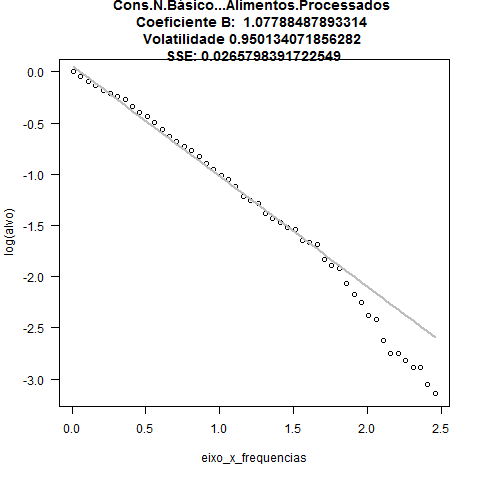 Cons.N.Básico...Alimentos.Processados
Coeficiente B:  1.07788487893314
Volatilidade 0.950134071856282
SSE: 0.0265798391722549
0.0
-0.5
-1.0
-1.5
-2.0
-2.5
-3.0
log(alvo)
0.0
0.5
1.0
1.5
2.0
2.5
eixo_x_frequencias